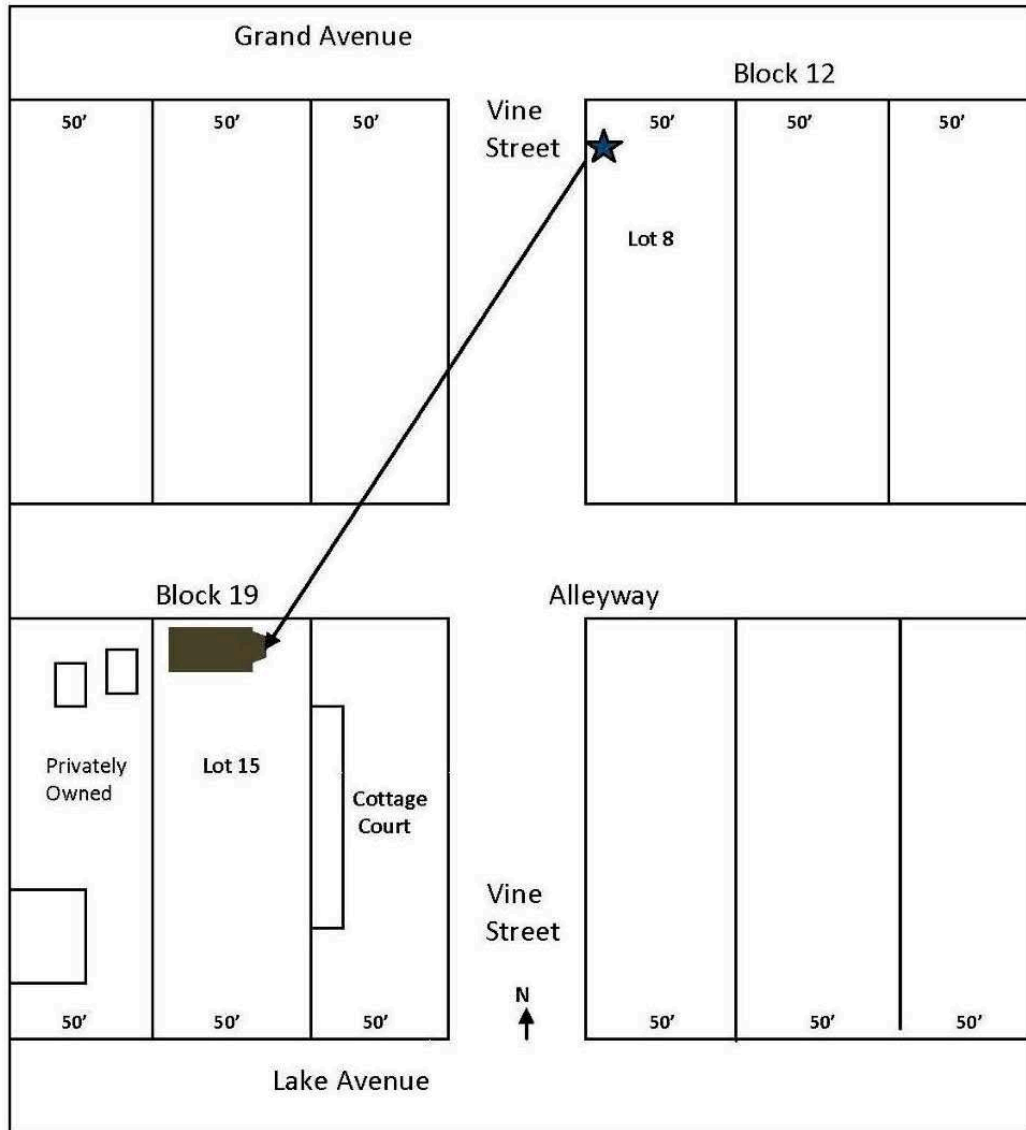 Grand Avenue
Block 12
50’
50’
50’
Vine
Street
50’
50’
50’
Lot 8
Block 19
Alleyway
Privately
Owned
Lot 15
Cottage
Court
Vine
Street
N
50’
50’
50’
50’
50’
50’
Lake Avenue